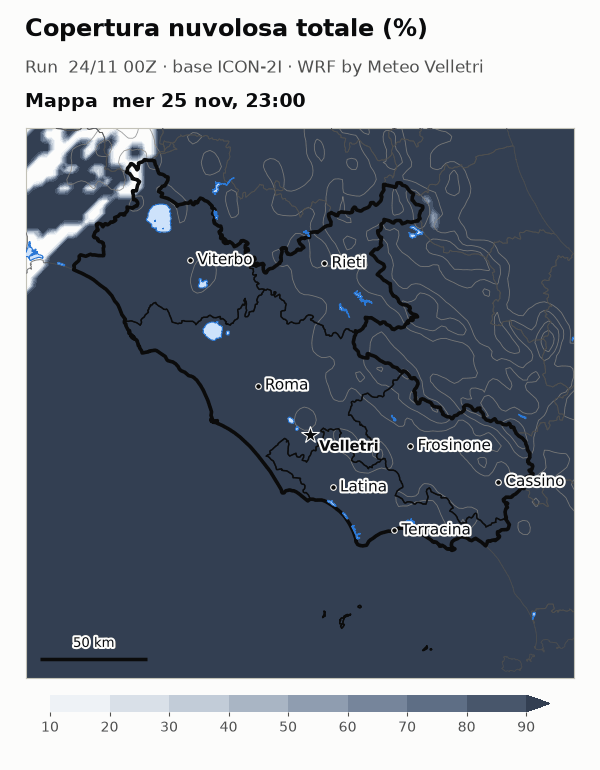 Copertura nuvolosa totale (%)
Run  24/11 00Z · base ICON-2I · WRF by Meteo Velletri
Mappa  mer 25 nov, 23:00
Viterbo
Rieti
Roma
Velletri
Frosinone
Cassino
Latina
Terracina
50 km
10 20 30 40 50 60 70 80 90